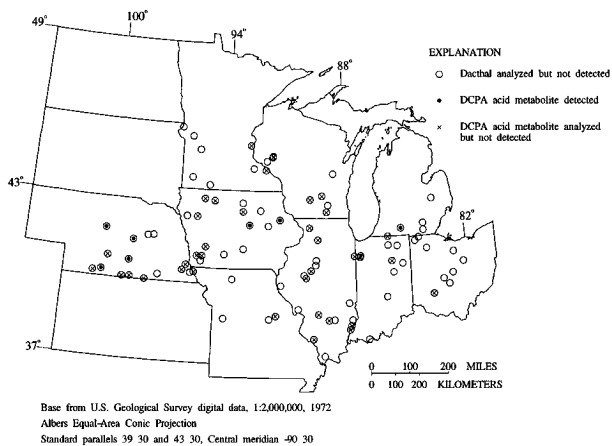 49°
100°
94°
88°
EXPLANATION
Dacthal analyzed but not detected
DCPA acid metabolite detected
DCPA acid metabolite analyzed
but not detected
43°
82°
37°
0 100 200 MILES
0 100 200 KILOMETERS
Base from U.S. Geological Survey digital data, 1:2,000,000, 1972
Albers Equal-Area Conic Projection
Standard parallels 39 30 and 43 30, Central meridian -90 30